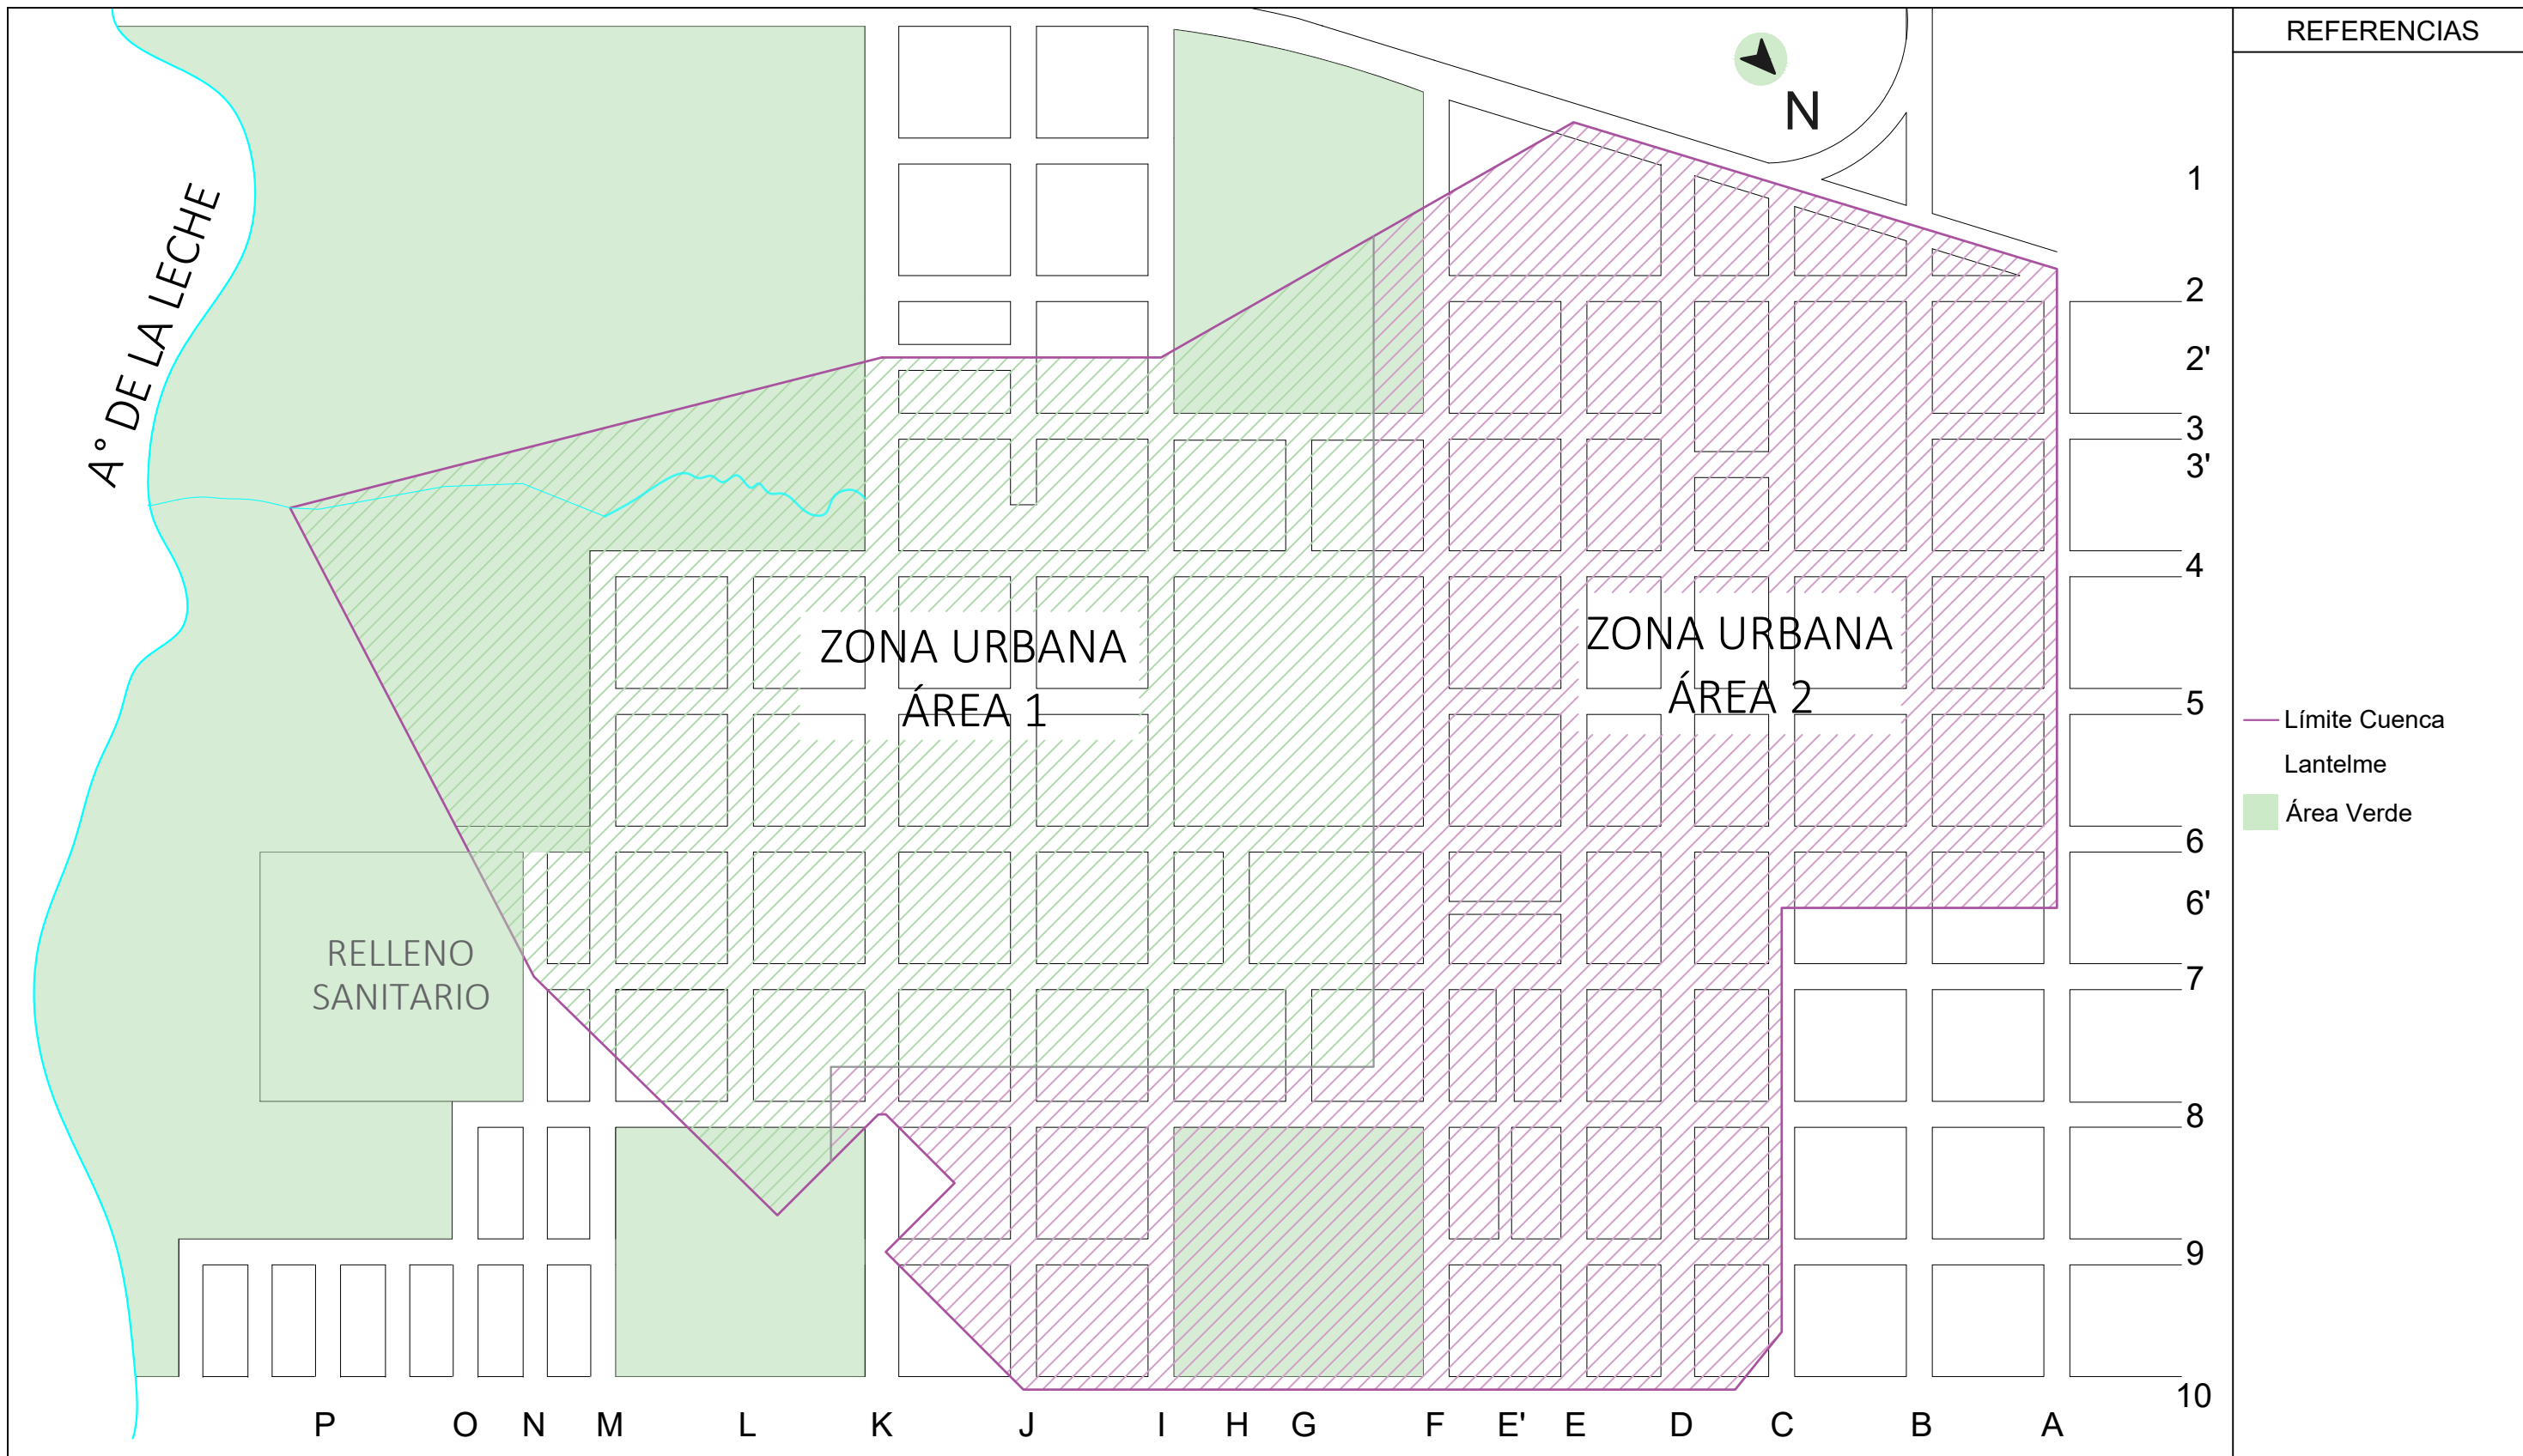 REFERENCIAS
N
A° DE LA LECHE
1
2
2'
3
3'
4
ZONA URBANA
ÁREA 1
ZONA URBANA
ÁREA 2
5
Límite Cuenca
Lantelme
Área Verde
6
6'
RELLENO
SANITARIO
7
8
9
10
P O N M L K J I H G F E' E D C B A